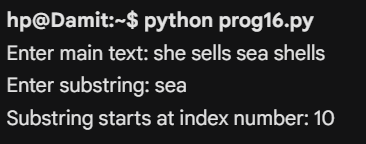 hp@Damit:~$ python prog16.py
Enter main text: she sells sea shells
Enter substring: sea
Substring starts at index number: 10